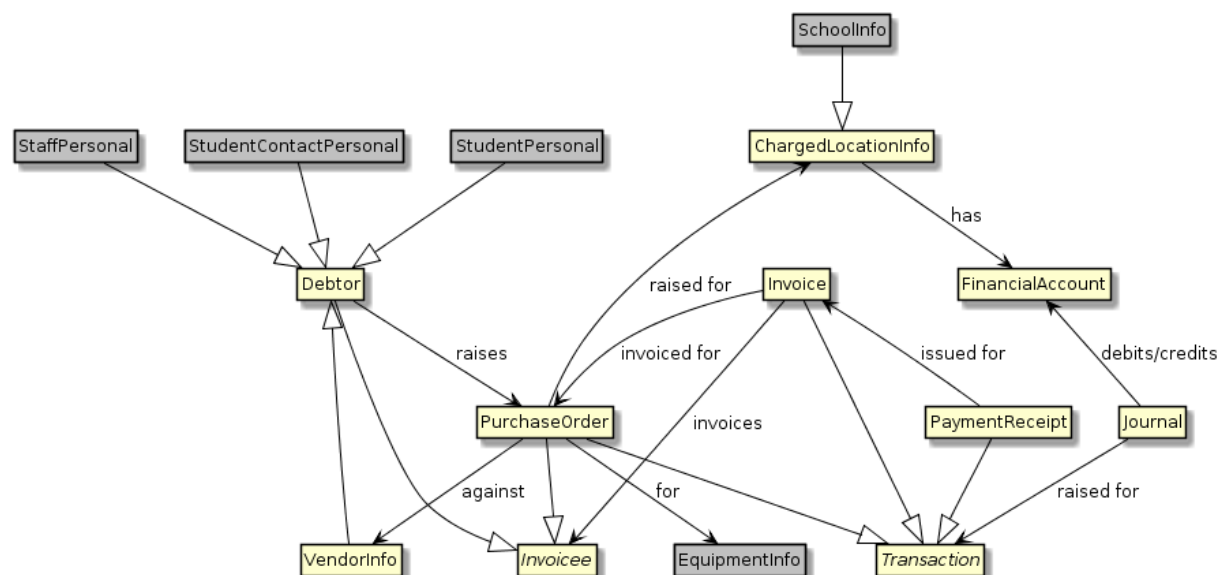 SchoolInfo
StaffPersonal
StudentContactPersonal
StudentPersonal
ChargedLocationInfo
has
Debtor
raised for
Invoice
FinancialAccount
raises
invoiced for
issued for
debits/credits
PurchaseOrder
invoices
PaymentReceipt
Journal
against
for
raised for
VendorInfo
Invoicee
EquipmentInfo
Transaction